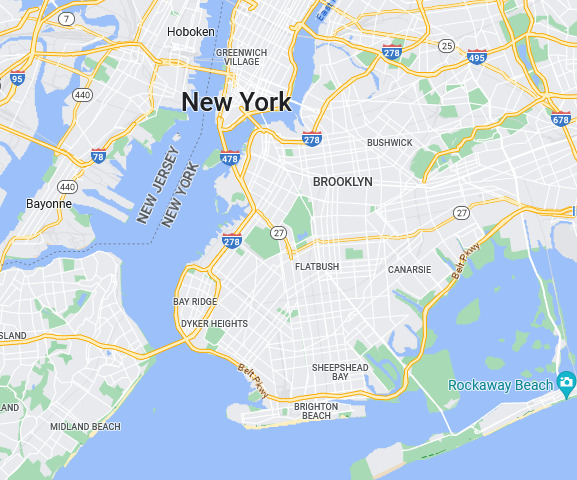 7
Hoboken
East
GREENWICH
VILLAGE
278
25
495
95
440
New York
678
278
BUSHWICK
78
478
NEW JERSEY
NEW YORK
BROOKLYN
440
Bayonne
27
27
278
FLATBUSH
CANARSIE
Belt Pkwy
BAY RIDGE
DYKER HEIGHTS
SLAND
SHEEPSHEAD
BAY
Belt Pkwy
Rockaway Beach
LAND
BRIGHTON
BEACH
MIDLAND BEACH